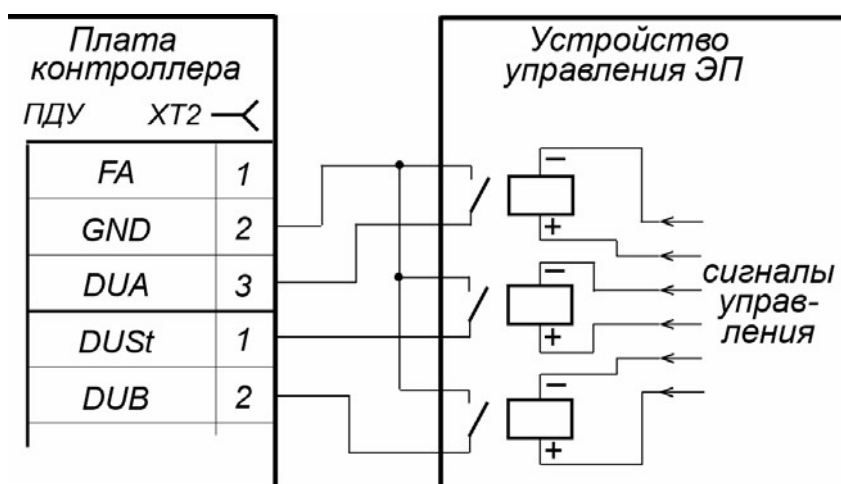 Плата
контроллера
ПДУ XT2
FA 1
GND 2
DUA 3
DUSt 1
DUB 2
Устройство
управления ЭП
−
+
−
+
−
+
сигналы
управ-
ления